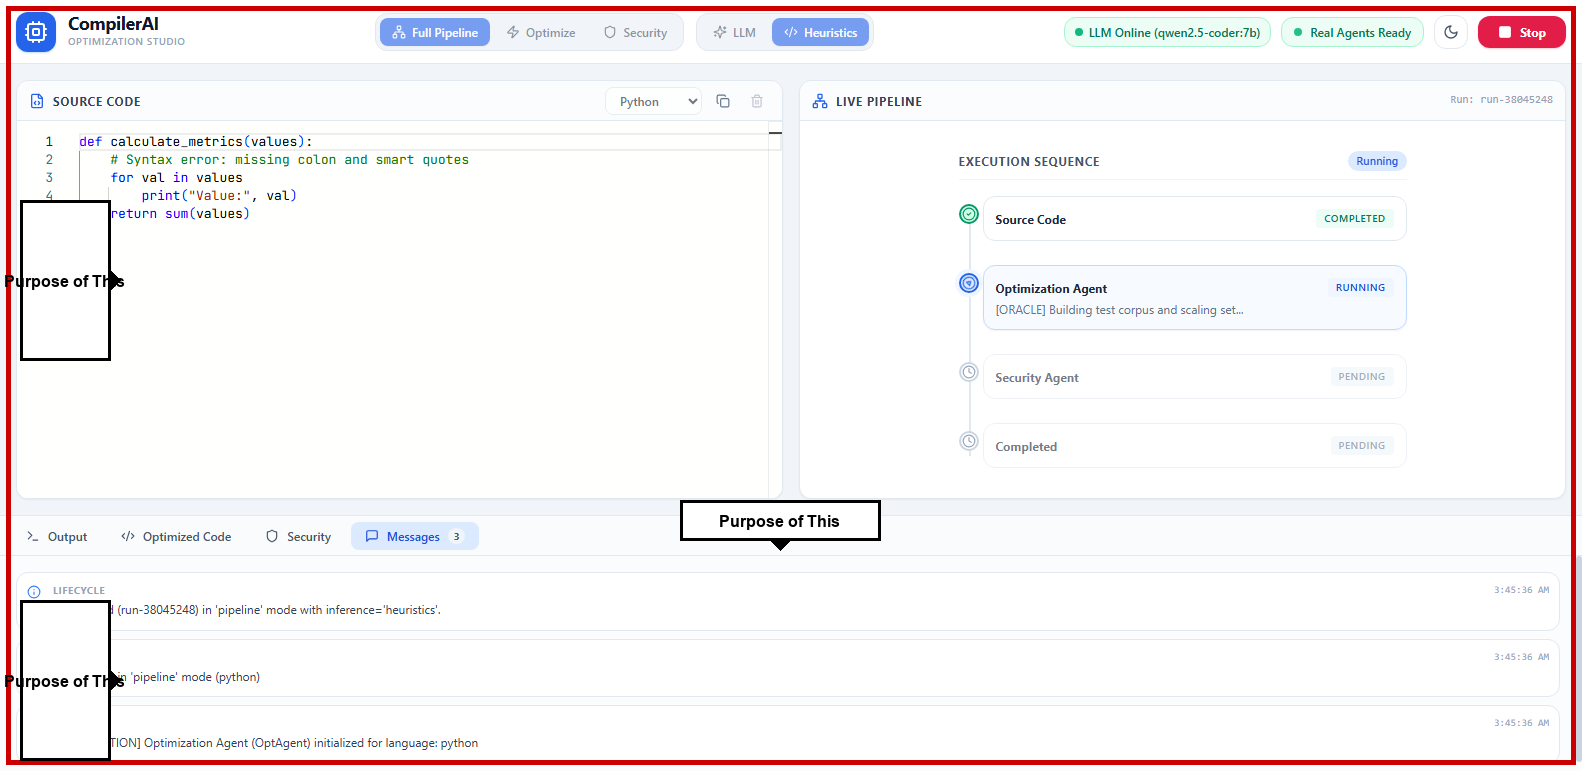 CompilerAI
OPTIMIZATION STUDIO
Full Pipeline
Optimize
Security
LLM
Heuristics
LLM Online (qwen2.5-coder:7b)
Real Agents Ready
Stop
SOURCE CODE
Python
1 def calculate_metrics(values):
2 # Syntax error: missing colon and smart quotes
3 for val in values
4 print("Value:", val)
return sum(values)
Purpose of This
LIVE PIPELINE
Run: run-38045248
EXECUTION SEQUENCE
Running
Source Code
COMPLETED
Optimization Agent
RUNNING
[ORACLE] Building test corpus and scaling set...
Security Agent
PENDING
Completed
PENDING
Purpose of This
Output
Optimized Code
Security
Messages 3
LIFECYCLE
3:45:36 AM
(run-38045248) in 'pipeline' mode with inference='heuristics'.
Purpose of This
3:45:36 AM
in 'pipeline' mode (python)
3:45:36 AM
TION] Optimization Agent (OptAgent) initialized for language: python